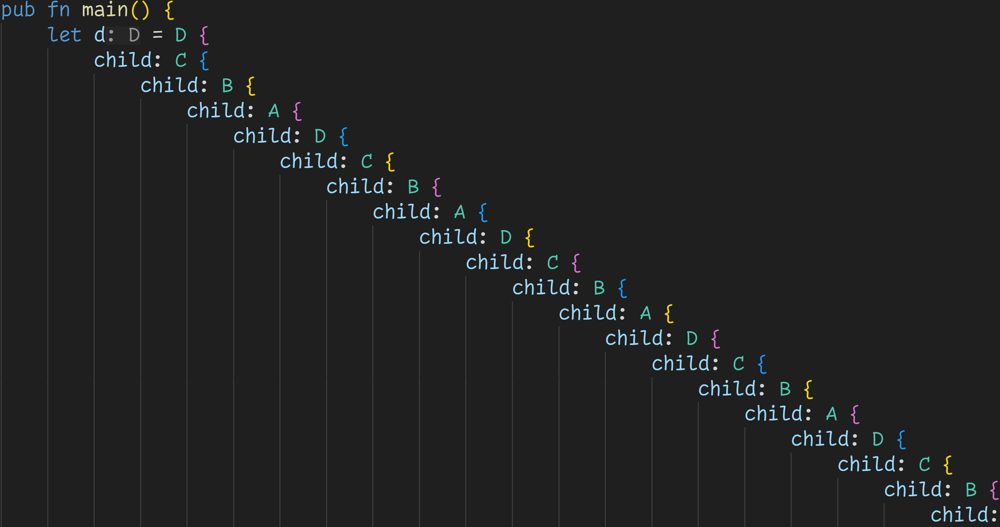 pub fn main() {
    let d: D = D {
        child: C {
            child: B {
                child: A {
                    child: D {
                        child: C {
                            child: B {
                                child: A {
                                    child: D {
                                        child: C {
                                            child: B {
                                                child: A {
                                                    child: D {
                                                        child: C {
                                                            child: B {
                                                                child: A {
                                                                    child: D {
                                                                        child: C {
                                                                            child: B {
                                                                                child: